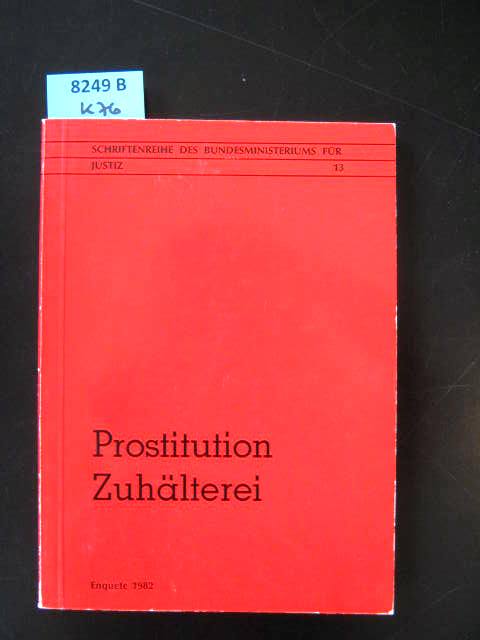 8249 B
K76
SCHRIFTENREIHE DES BUNDESMINISTERIUMS FÜR
JUSTIZ 13
Prostitution
Zuhälterei
Enquete 1982